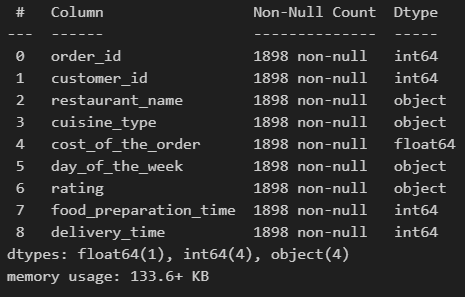 #   Column                 Non-Null Count  Dtype
---  ------                 --------------  -----
 0   order_id               1898 non-null   int64
 1   customer_id            1898 non-null   int64
 2   restaurant_name        1898 non-null   object
 3   cuisine_type           1898 non-null   object
 4   cost_of_the_order      1898 non-null   float64
 5   day_of_the_week        1898 non-null   object
 6   rating                 1898 non-null   object
 7   food_preparation_time  1898 non-null   int64
 8   delivery_time          1898 non-null   int64
dtypes: float64(1), int64(4), object(4)
memory usage: 133.6+ KB